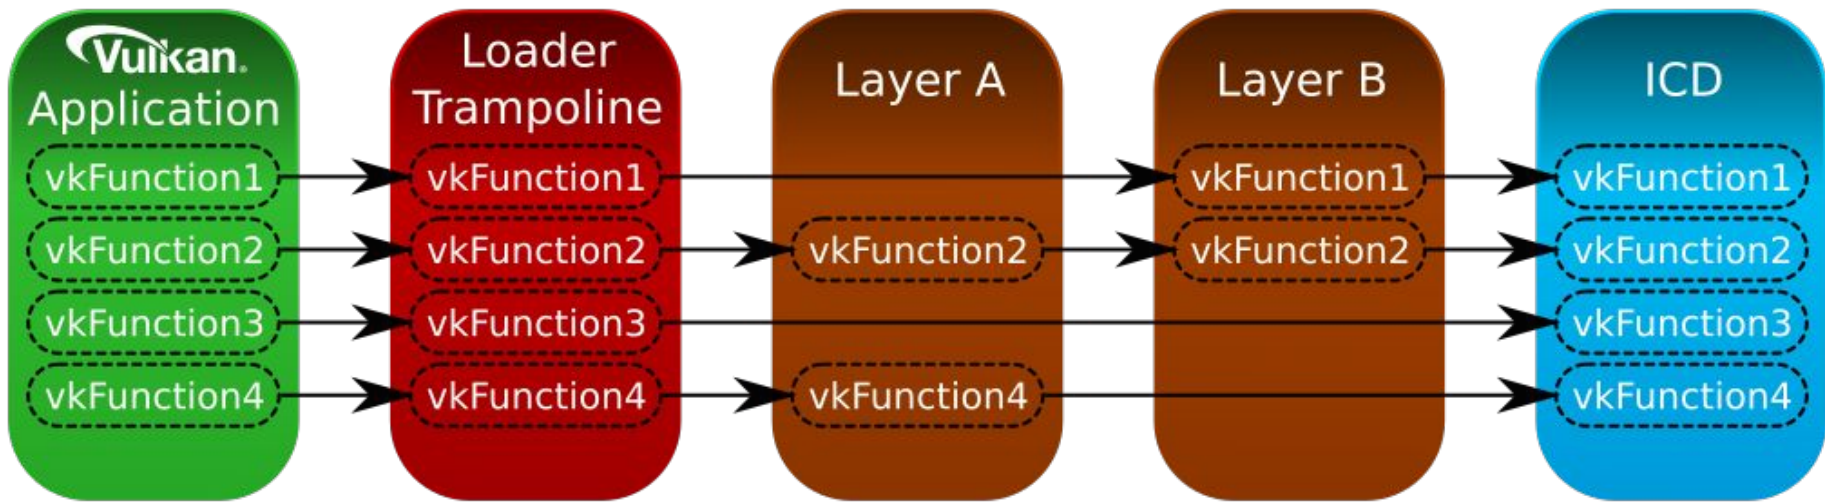 Vulkan®
Application
vkFunction1
vkFunction2
vkFunction3
vkFunction4
Loader
Trampoline
vkFunction1
vkFunction2
vkFunction3
vkFunction4
Layer A
vkFunction2
vkFunction4
Layer B
vkFunction1
vkFunction2
ICD
vkFunction1
vkFunction2
vkFunction3
vkFunction4